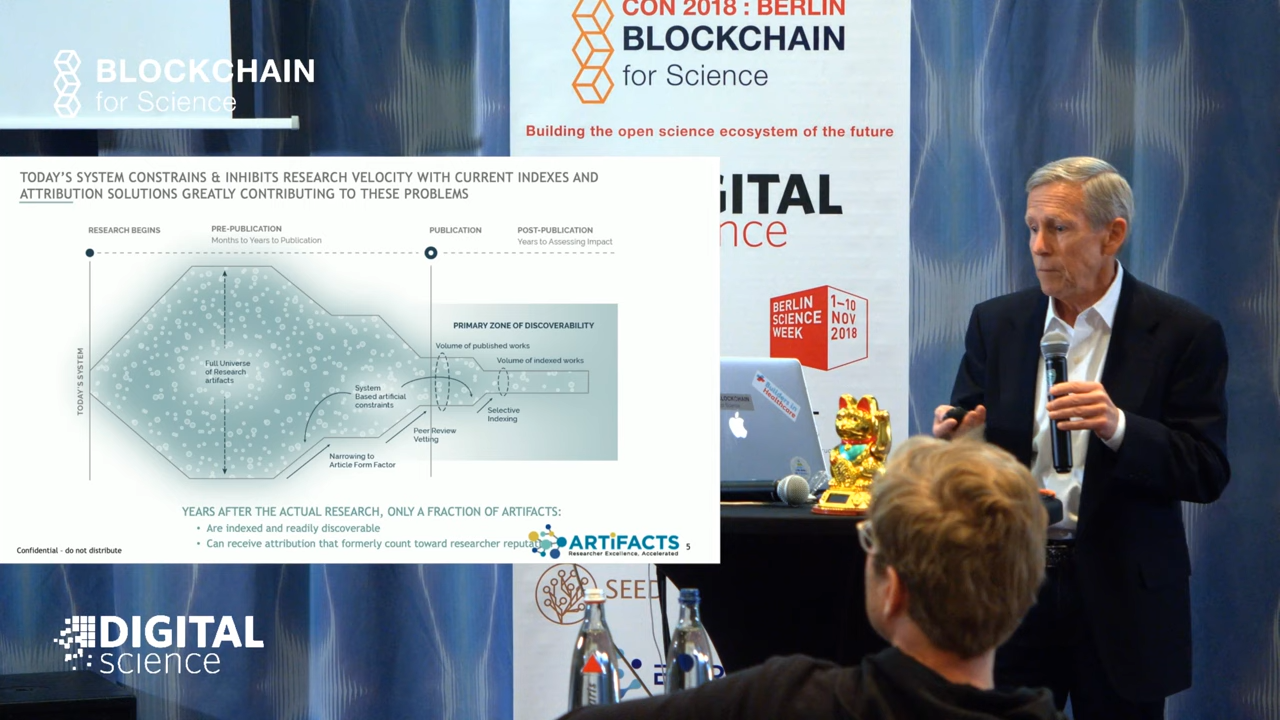 CON 2018 : BERLIN
BLOCKCHAIN
for Science
Building the open science ecosystem of the future
BLOCKCHAIN
for Science
TODAY'S SYSTEM CONSTRAINS & INHIBITS RESEARCH VELOCITY WITH CURRENT INDEXES AND
ATTRIBUTION SOLUTIONS GREATLY CONTRIBUTING TO THESE PROBLEMS
RESEARCH BEGINS
PRE-PUBLICATION
Months to Years to Publication
PUBLICATION
POST-PUBLICATION
Years to Assessing Impact
TODAY'S SYSTEM
PRIMARY ZONE OF DISCOVERABILITY
Volume of published works
Volume of indexed works
Full Universe
of Research
artifacts
System
Based artificial
constraints
Selective
Indexing
Peer Review
Vetting
Narrowing to
Article Form Factor
YEARS AFTER THE ACTUAL RESEARCH, ONLY A FRACTION OF ARTIFACTS:
• Are indexed and readily discoverable
• Can receive attribution that formerly count toward researcher reputat
Confidential - do not distribute
ARTiFACTS
Researcher Excellence, Accelerated
5
GITAL
nce
BERLIN
SCIENCE
WEEK
1–10
NOV
2018
Healthcare
SEED
DIGITAL
science